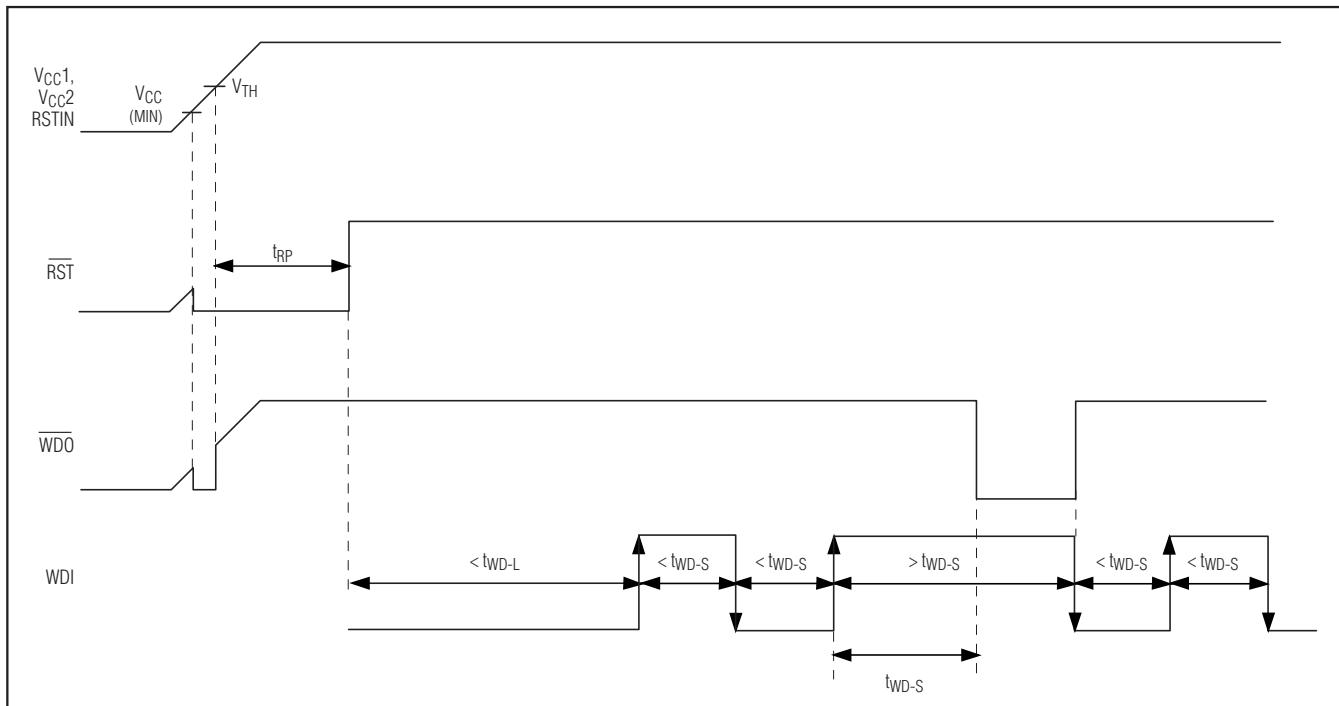 VCC1,
VCC2
RSTIN
VCC
(MIN)
VTH
RST
tRP
WDO
WDI
< tWD-L
< tWD-S
< tWD-S
> tWD-S
< tWD-S
< tWD-S
tWD-S